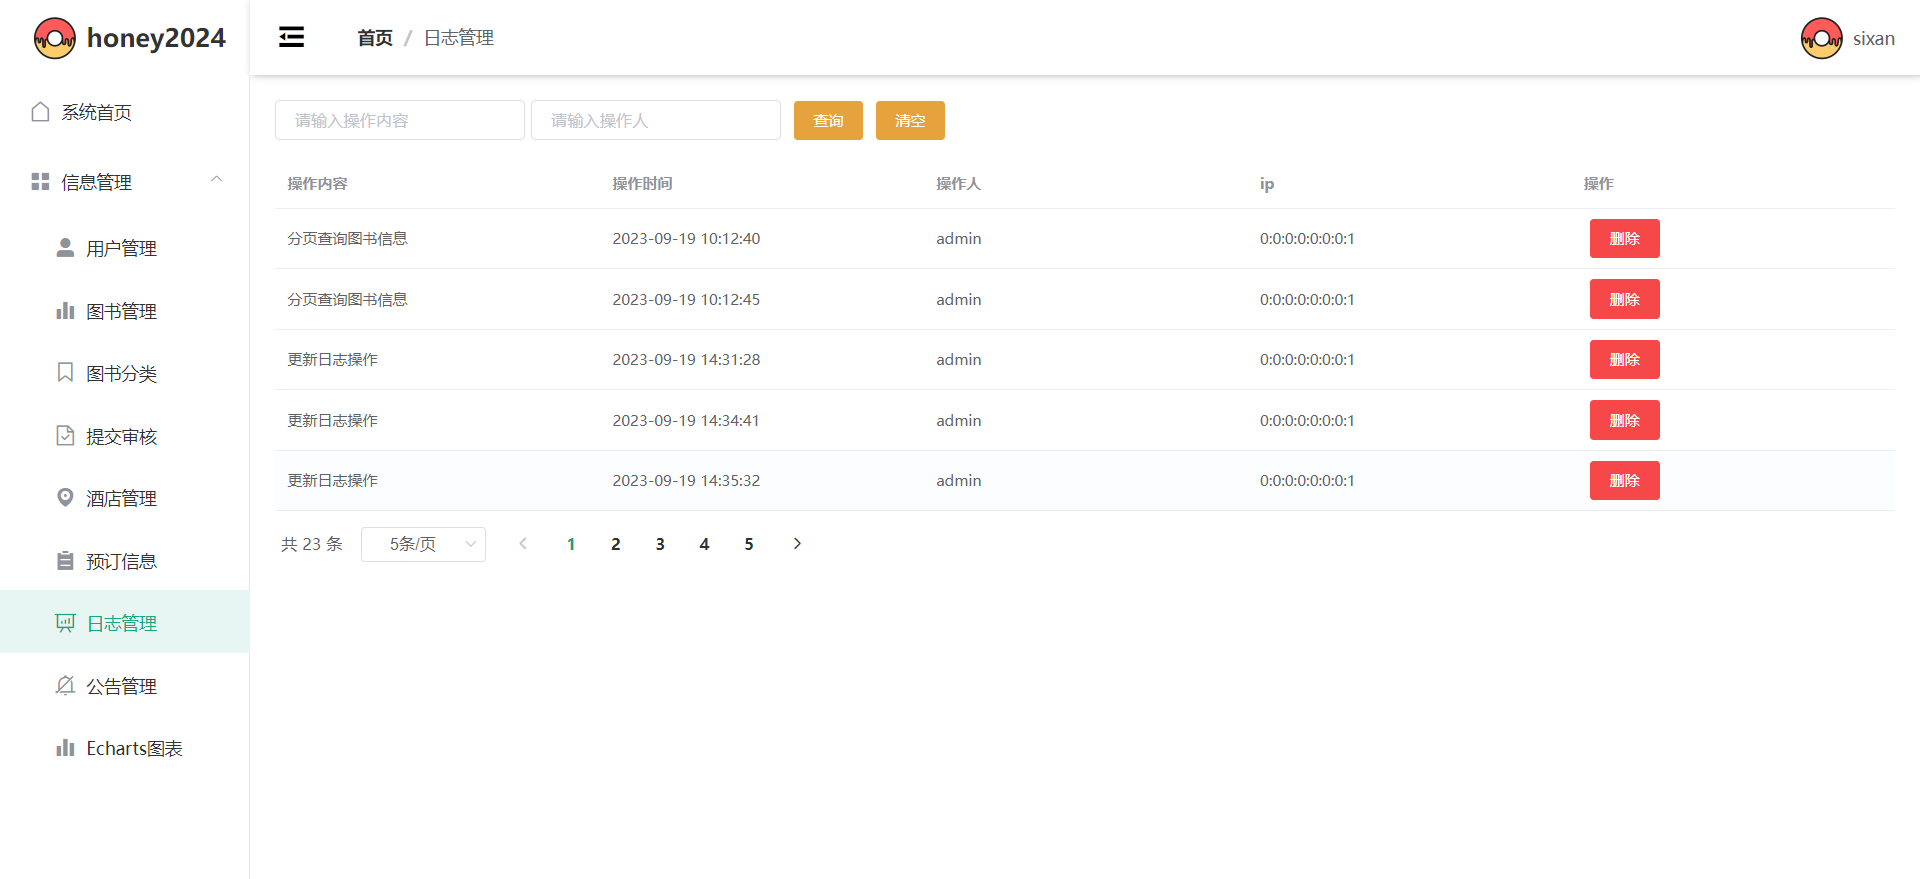 honey2024
首页 / 日志管理
sixan
系统首页
信息管理
用户管理
图书管理
图书分类
提交审核
酒店管理
预订信息
日志管理
公告管理
Echarts图表
请输入操作内容 请输入操作人 查询 清空
操作内容 操作时间 操作人 ip 操作
分页查询图书信息 2023-09-19 10:12:40 admin 0:0:0:0:0:0:0:1 删除
分页查询图书信息 2023-09-19 10:12:45 admin 0:0:0:0:0:0:0:1 删除
更新日志操作 2023-09-19 14:31:28 admin 0:0:0:0:0:0:0:1 删除
更新日志操作 2023-09-19 14:34:41 admin 0:0:0:0:0:0:0:1 删除
更新日志操作 2023-09-19 14:35:32 admin 0:0:0:0:0:0:0:1 删除
共 23 条 5条/页 1 2 3 4 5